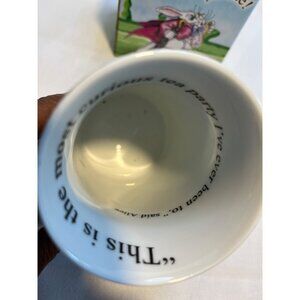 “This is the most curious tea party I've ever been to,” said Alice